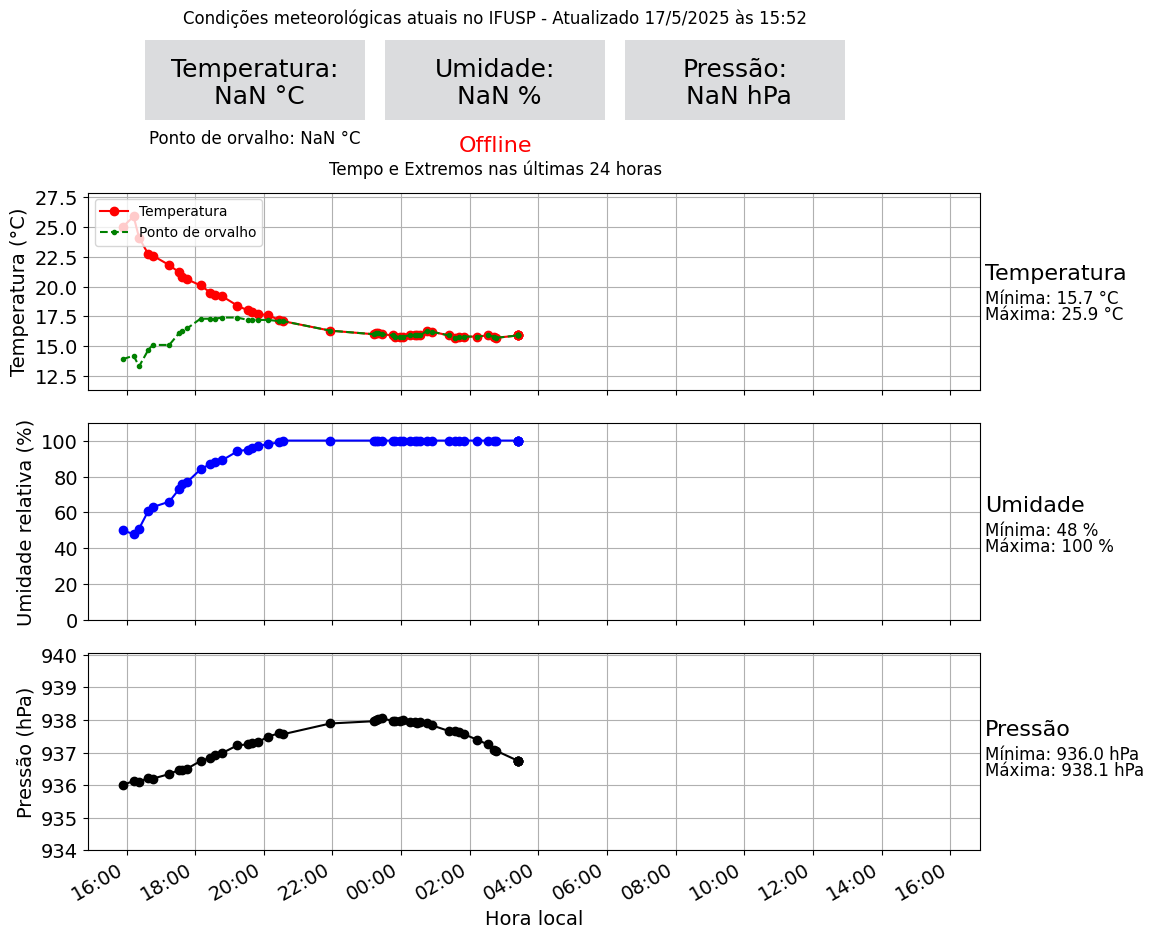 Condições meteorológicas atuais no IFUSP - Atualizado 17/5/2025 às 15:52
Temperatura:
NaN °C
Umidade:
NaN %
Pressão:
NaN hPa
Ponto de orvalho: NaN °C
Offline
Tempo e Extremos nas últimas 24 horas
Temperatura (°C)
27.5
25.0
22.5
20.0
17.5
15.0
12.5
Temperatura
Ponto de orvalho
Temperatura
Mínima: 15.7 °C
Máxima: 25.9 °C
Umidade relativa (%)
100
80
60
40
20
0
Umidade
Mínima: 48 %
Máxima: 100 %
Pressão (hPa)
940
939
938
937
936
935
934
Pressão
Mínima: 936.0 hPa
Máxima: 938.1 hPa
16:00 18:00 20:00 22:00 00:00 02:00 04:00 06:00 08:00 10:00 12:00 14:00 16:00
Hora local